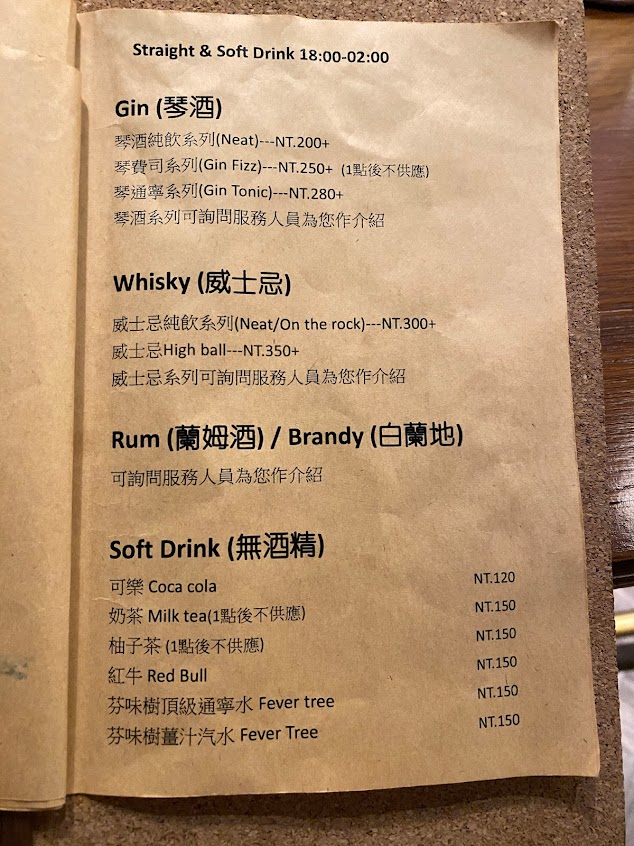 Straight & Soft Drink 18:00-02:00
Gin (琴酒)
琴酒純飲系列(Neat)---NT.200+
琴費司系列(Gin Fizz)---NT.250+ (1點後不供應)
琴通寧系列(Gin Tonic)---NT.280+
琴酒系列可詢問服務人員為您作介紹
Whisky (威士忌)
威士忌純飲系列(Neat/On the rock)---NT.300+
威士忌High ball---NT.350+
威士忌系列可詢問服務人員為您作介紹
Rum (蘭姆酒) / Brandy (白蘭地)
可詢問服務人員為您作介紹
Soft Drink (無酒精)
可樂 Coca cola NT.120
奶茶 Milk tea(1點後不供應) NT.150
柚子茶 (1點後不供應) NT.150
紅牛 Red Bull NT.150
芬味樹頂級通寧水 Fever tree NT.150
芬味樹薑汁汽水 Fever Tree NT.150